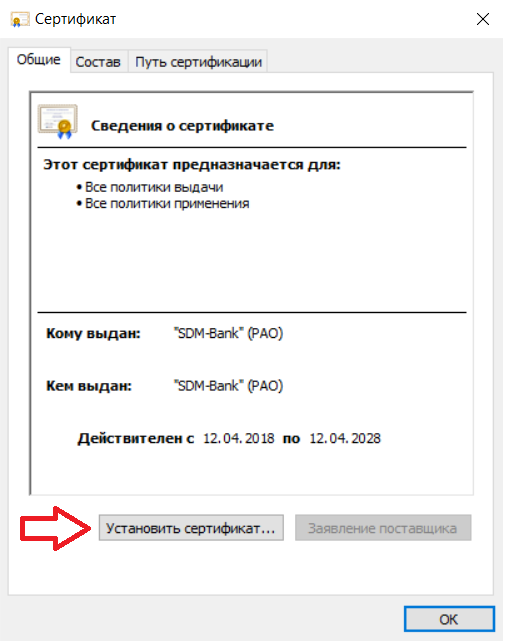 Сертификат
Общие Состав Путь сертификации
Сведения о сертификате
Этот сертификат предназначается для:
• Все политики выдачи
• Все политики применения
Кому выдан: "SDM-Bank" (PAO)
Кем выдан: "SDM-Bank" (PAO)
Действителен с 12.04.2018 по 12.04.2028
Установить сертификат... Заявление поставщика
ОК